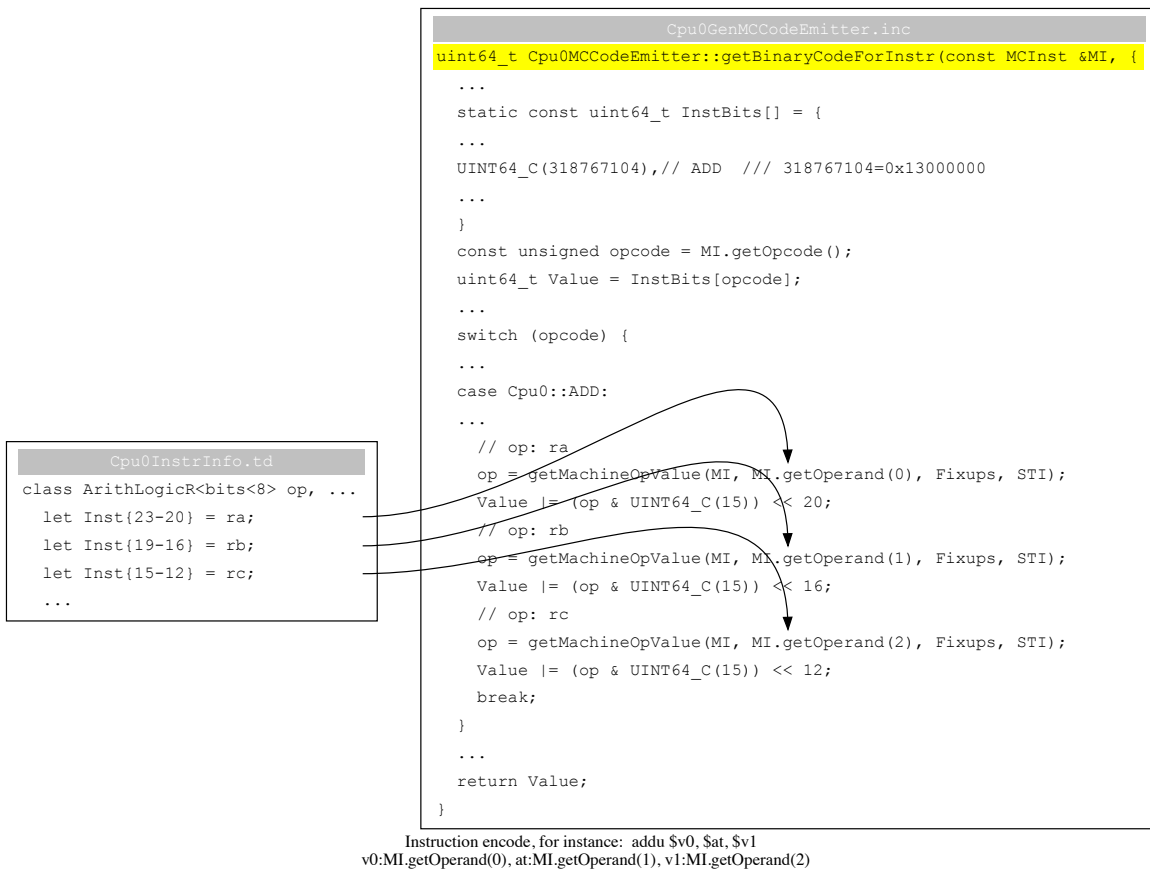 Cpu0GenMCCodeEmitter.inc
uint64_t Cpu0MCCodeEmitter::getBinaryCodeForInstr(const MCInst &MI, {
...
static const uint64_t InstBits[] = {
...
UINT64_C(318767104),// ADD  /// 318767104=0x13000000
...
}
const unsigned opcode = MI.getOpcode();
uint64_t Value = InstBits[opcode];
...
switch (opcode) {
...
case Cpu0::ADD:
...
// op: ra
op = getMachineOpValue(MI, MI.getOperand(0), Fixups, STI);
Value |= (op & UINT64_C(15)) << 20;
// op: rb
op = getMachineOpValue(MI, MI.getOperand(1), Fixups, STI);
Value |= (op & UINT64_C(15)) << 16;
// op: rc
op = getMachineOpValue(MI, MI.getOperand(2), Fixups, STI);
Value |= (op & UINT64_C(15)) << 12;
break;
}
...
return Value;
}
Cpu0InstrInfo.td
class ArithLogicR<bits<8> op, ...
let Inst{23-20} = ra;
let Inst{19-16} = rb;
let Inst{15-12} = rc;
...
Instruction encode, for instance:  addu $v0, $at, $v1
v0:MI.getOperand(0), at:MI.getOperand(1), v1:MI.getOperand(2)